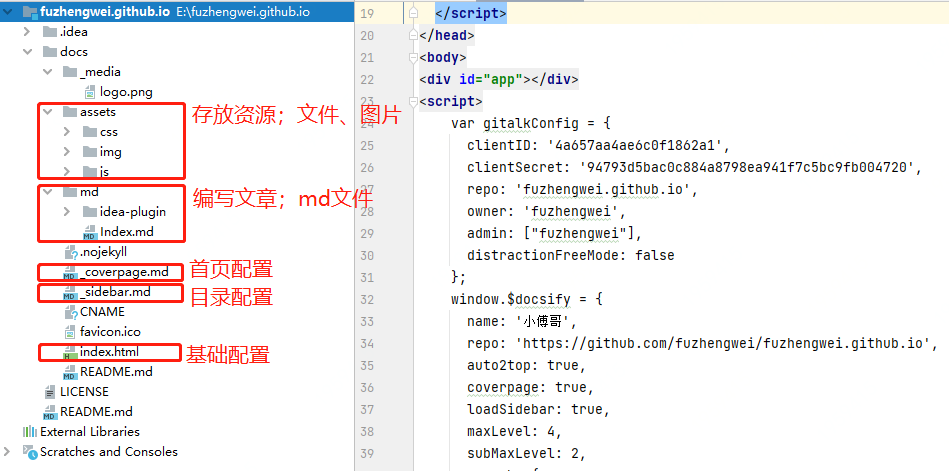 fuzhengwei.github.io E:\fuzhengwei.github.io
.idea
docs
_media
logo.png
assets
存放资源；文件、图片
css
img
js
md
编写文章；md文件
idea-plugin
Index.md
.nojekyll
_coverpage.md
首页配置
_sidebar.md
目录配置
CNAME
favicon.ico
index.html
基础配置
README.md
LICENSE
README.md
External Libraries
Scratches and Consoles
19 </script>
20 </head>
21 <body>
22 <div id="app"></div>
23 <script>
24 var gitalkConfig = {
25 clientID: '4a657aa4ae6c0f1862a1',
26 clientSecret: '94793d5bac0c884a8798ea941f7c5bc9fb004720',
27 repo: 'fuzhengwei.github.io',
28 owner: 'fuzhengwei',
29 admin: ["fuzhengwei"],
30 distractionFreeMode: false
31 };
32 window.$docsify = {
33 name: '小傅哥',
34 repo: 'https://github.com/fuzhengwei/fuzhengwei.github.io',
35 auto2top: true,
36 coverpage: true,
37 loadSidebar: true,
38 maxLevel: 4,
39 subMaxLevel: 2,